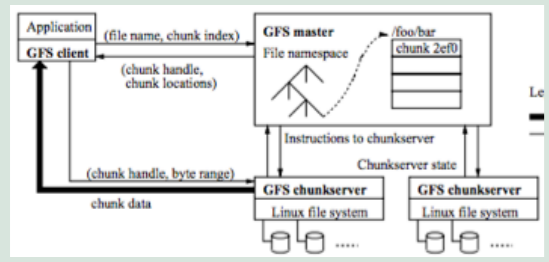 Application
GFS client
(file name, chunk index)
(chunk handle,
chunk locations)
GFS master
File namespace
/foo/bar
chunk 2ef0
Le
Instructions to chunkserver
Chunkserver state
(chunk handle, byte range)
chunk data
GFS chunkserver
Linux file system
.....
GFS chunkserver
Linux file system
.....